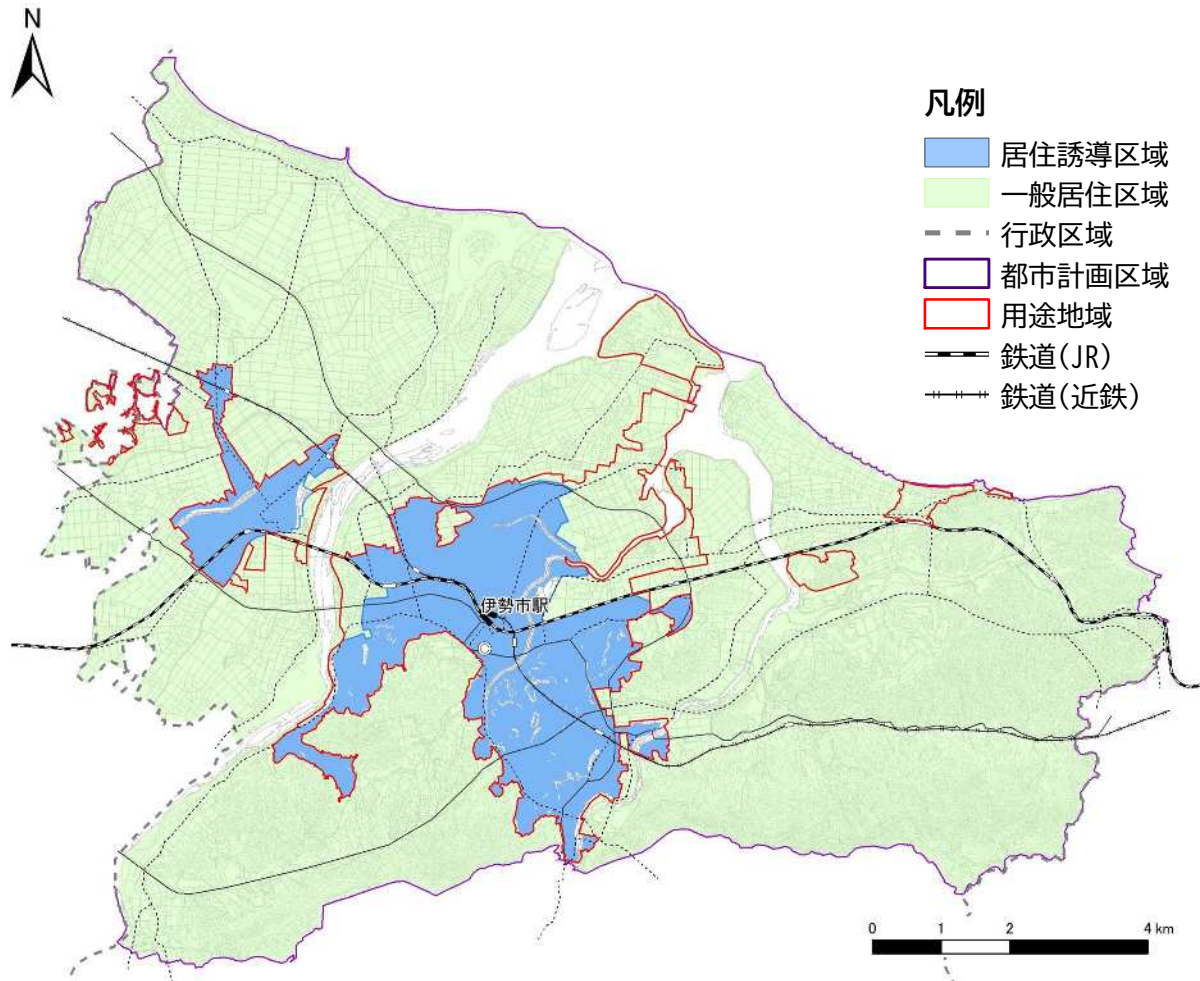 N
凡例
居住誘導区域
一般居住区域
行政区域
都市計画区域
用途地域
鉄道(JR)
鉄道(近鉄)
伊勢市駅
0 1 2 4 km